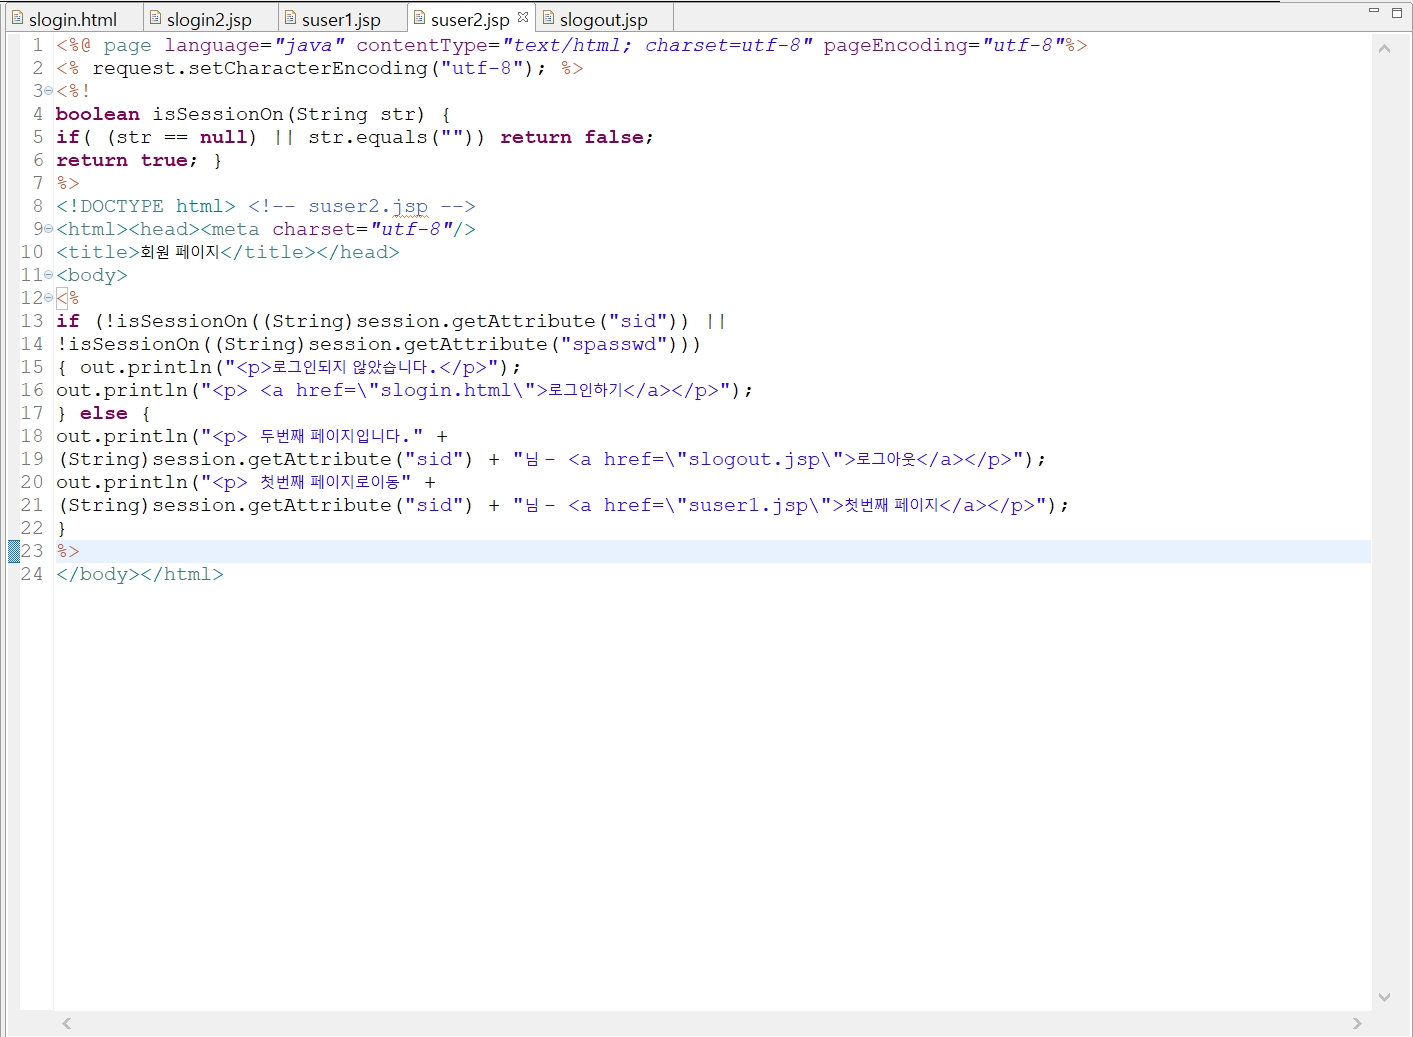 slogin.html slogin2.jsp suser1.jsp suser2.jsp slogout.jsp
1 <%@ page language="java" contentType="text/html; charset=utf-8" pageEncoding="utf-8"%>
2 <% request.setCharacterEncoding("utf-8"); %>
3 <%!
4 boolean isSessionOn(String str) {
5 if( (str == null) || str.equals("")) return false;
6 return true; }
7 %>
8 <!DOCTYPE html> <!-- suser2.jsp -->
9 <html><head><meta charset="utf-8"/>
10 <title>회원 페이지</title></head>
11 <body>
12 <%
13 if (!isSessionOn((String)session.getAttribute("sid")) ||
14 !isSessionOn((String)session.getAttribute("spasswd")))
15 { out.println("<p>로그인되지 않았습니다.</p>");
16 out.println("<p> <a href=\"slogin.html\">로그인하기</a></p>");
17 } else {
18 out.println("<p> 두번째 페이지입니다." +
19 (String)session.getAttribute("sid") + "님 - <a href=\"slogout.jsp\">로그아웃</a></p>");
20 out.println("<p> 첫번째 페이지로이동" +
21 (String)session.getAttribute("sid") + "님 - <a href=\"suser1.jsp\">첫번째 페이지</a></p>");
22 }
23 %>
24 </body></html>